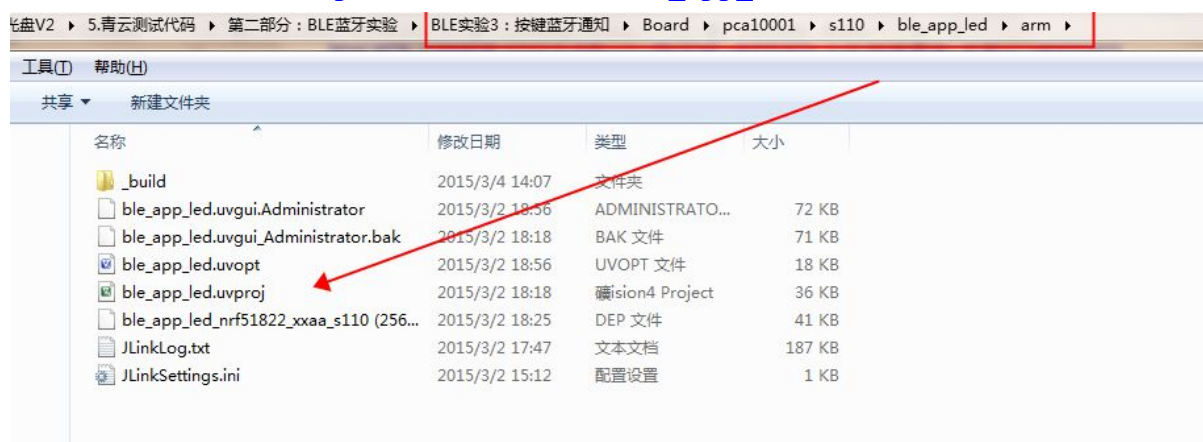 光盘V2 ▸ 5.青云测试代码 ▸ 第二部分：BLE蓝牙实验 ▸ BLE实验3：按键蓝牙通知 ▸ Board ▸ pca10001 ▸ s110 ▸ ble_app_led ▸ arm ▸
工具(T) 帮助(H)
共享 ▼ 新建文件夹
名称 修改日期 类型 大小
_build 2015/3/4 14:07 文件夹
ble_app_led.uvgui.Administrator 2015/3/2 18:56 ADMINISTRATO... 72 KB
ble_app_led.uvgui_Administrator.bak 2015/3/2 18:18 BAK 文件 71 KB
ble_app_led.uvopt 2015/3/2 18:56 UVOPT 文件 18 KB
ble_app_led.uvproj 2015/3/2 18:18 礦ision4 Project 36 KB
ble_app_led_nrf51822_xxaa_s110 (256... 2015/3/2 18:25 DEP 文件 41 KB
JLinkLog.txt 2015/3/2 17:47 文本文档 187 KB
JLinkSettings.ini 2015/3/2 15:12 配置设置 1 KB